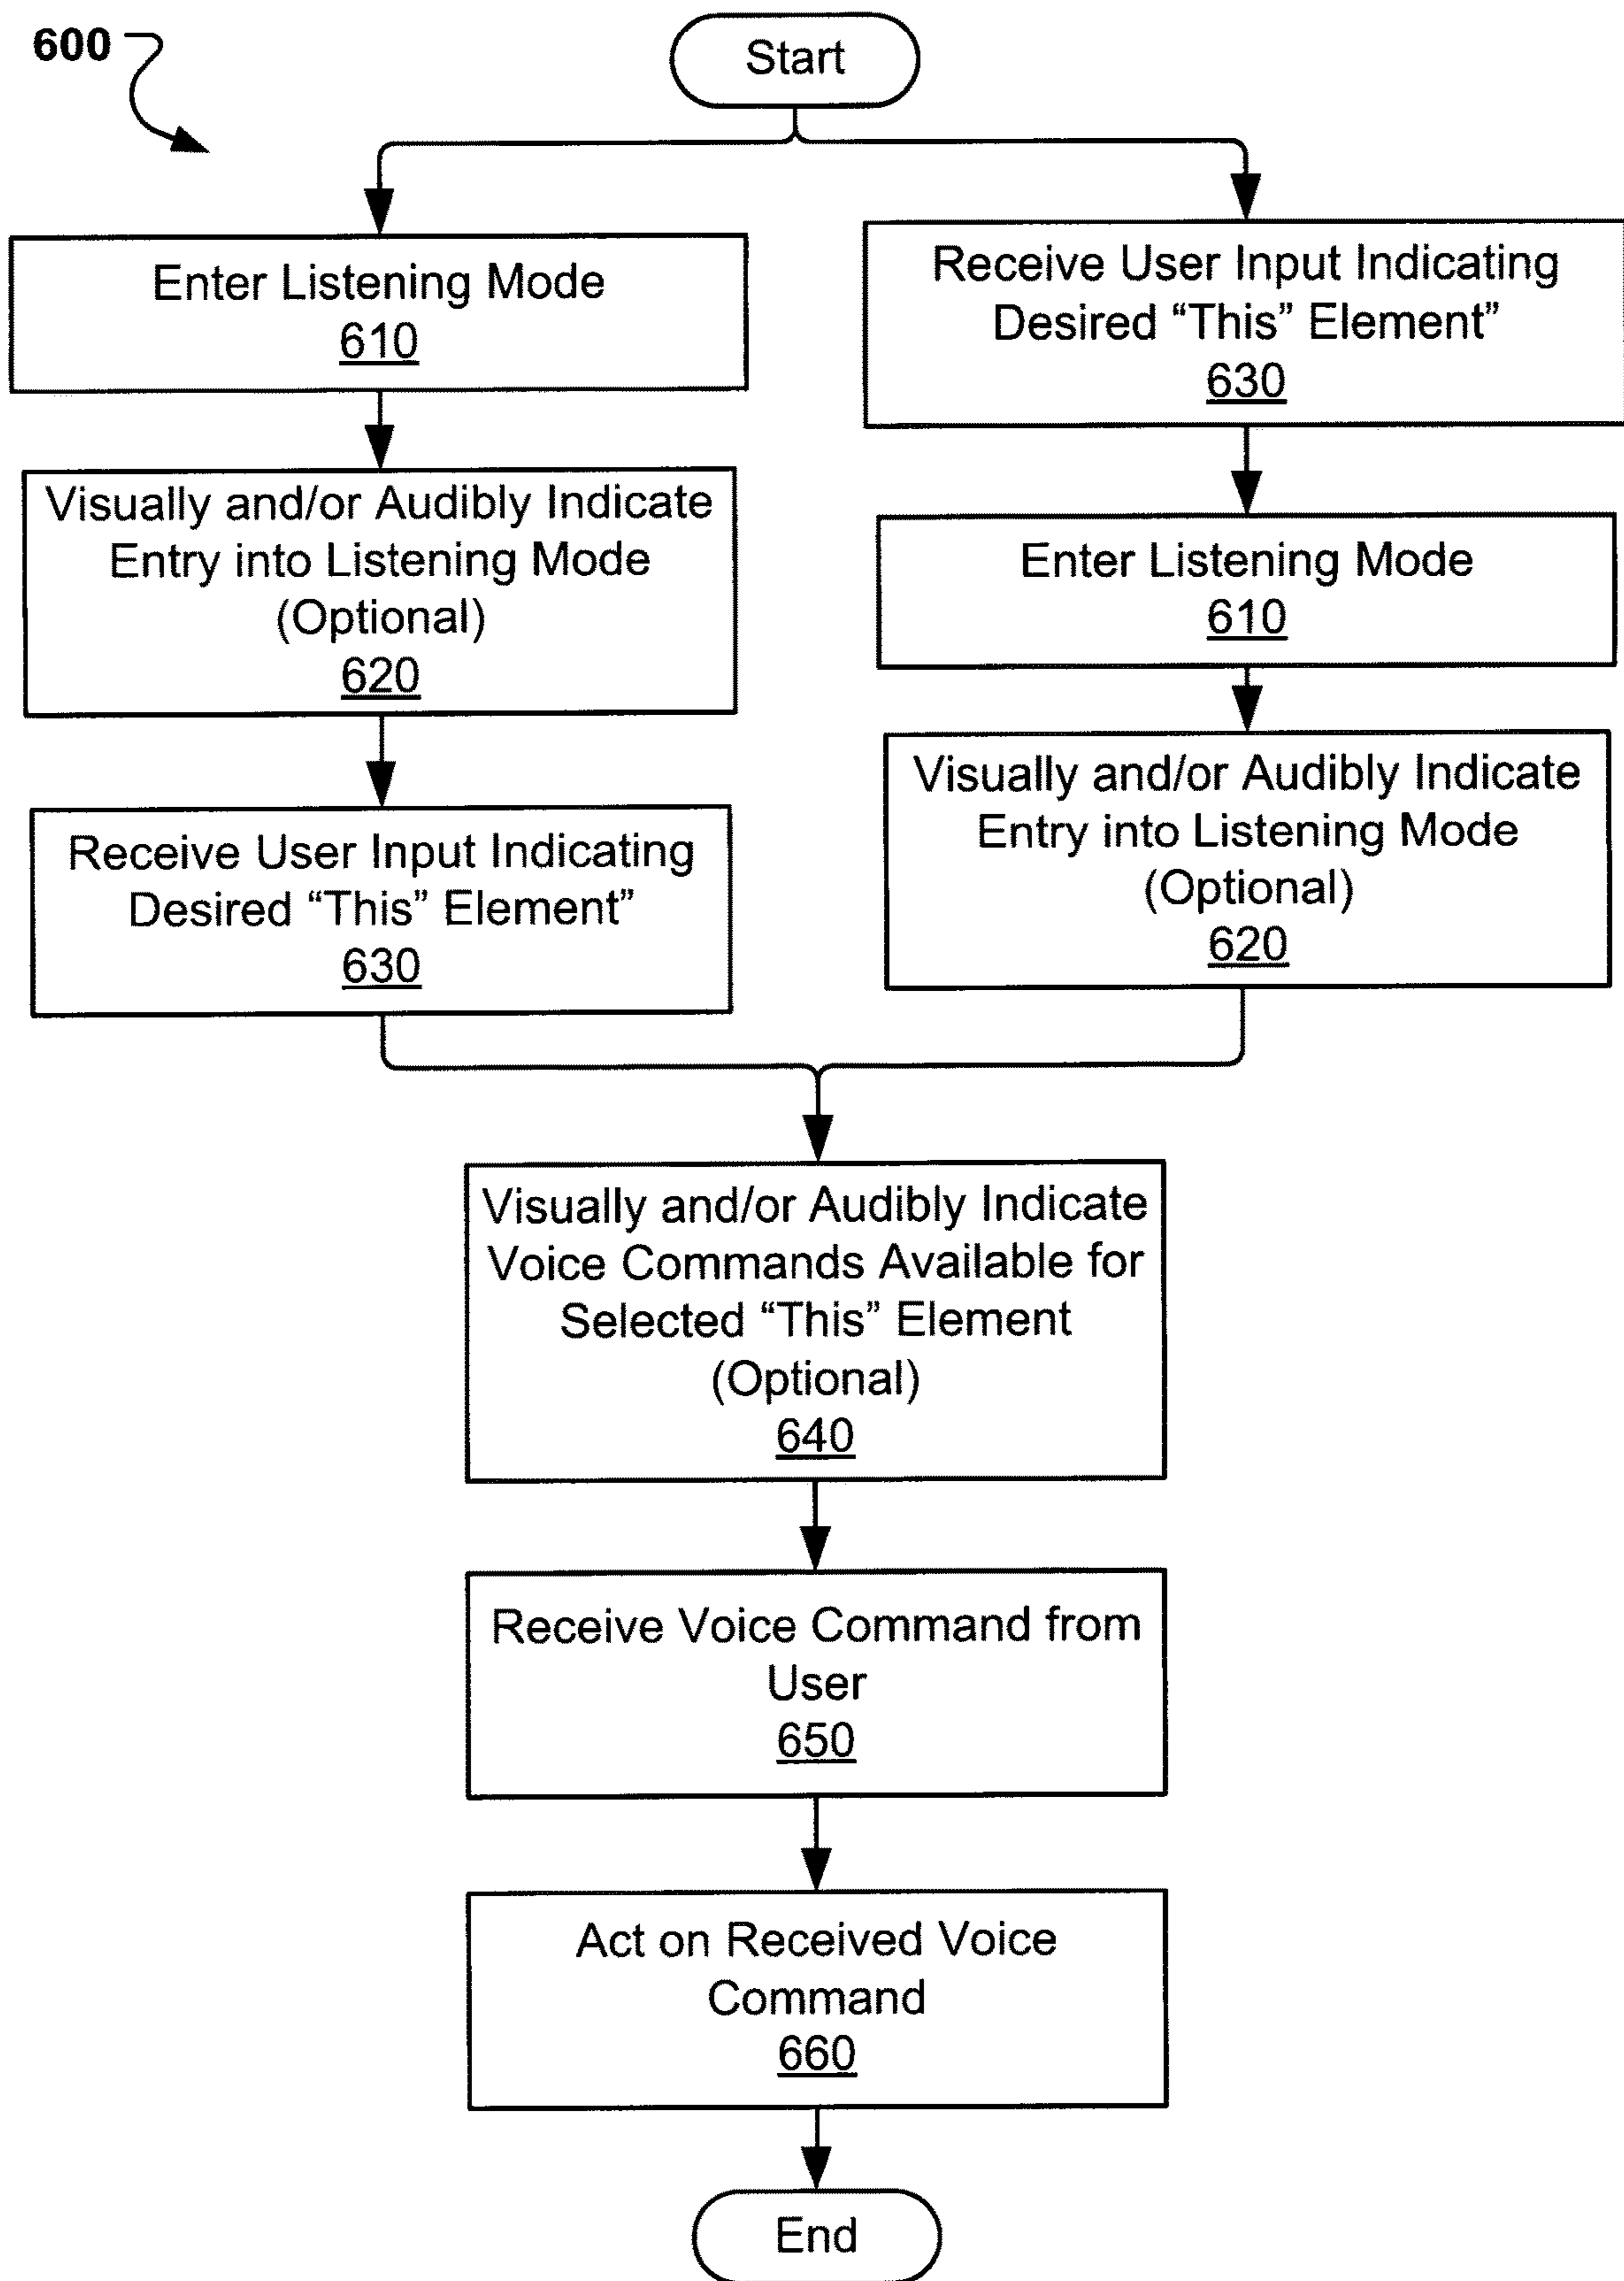 600
Start
Enter Listening Mode
610
Visually and/or Audibly Indicate
Entry into Listening Mode
(Optional)
620
Receive User Input Indicating
Desired “This” Element”
630
Receive User Input Indicating
Desired “This” Element”
630
Enter Listening Mode
610
Visually and/or Audibly Indicate
Entry into Listening Mode
(Optional)
620
Visually and/or Audibly Indicate
Voice Commands Available for
Selected “This” Element
(Optional)
640
Receive Voice Command from
User
650
Act on Received Voice
Command
660
End